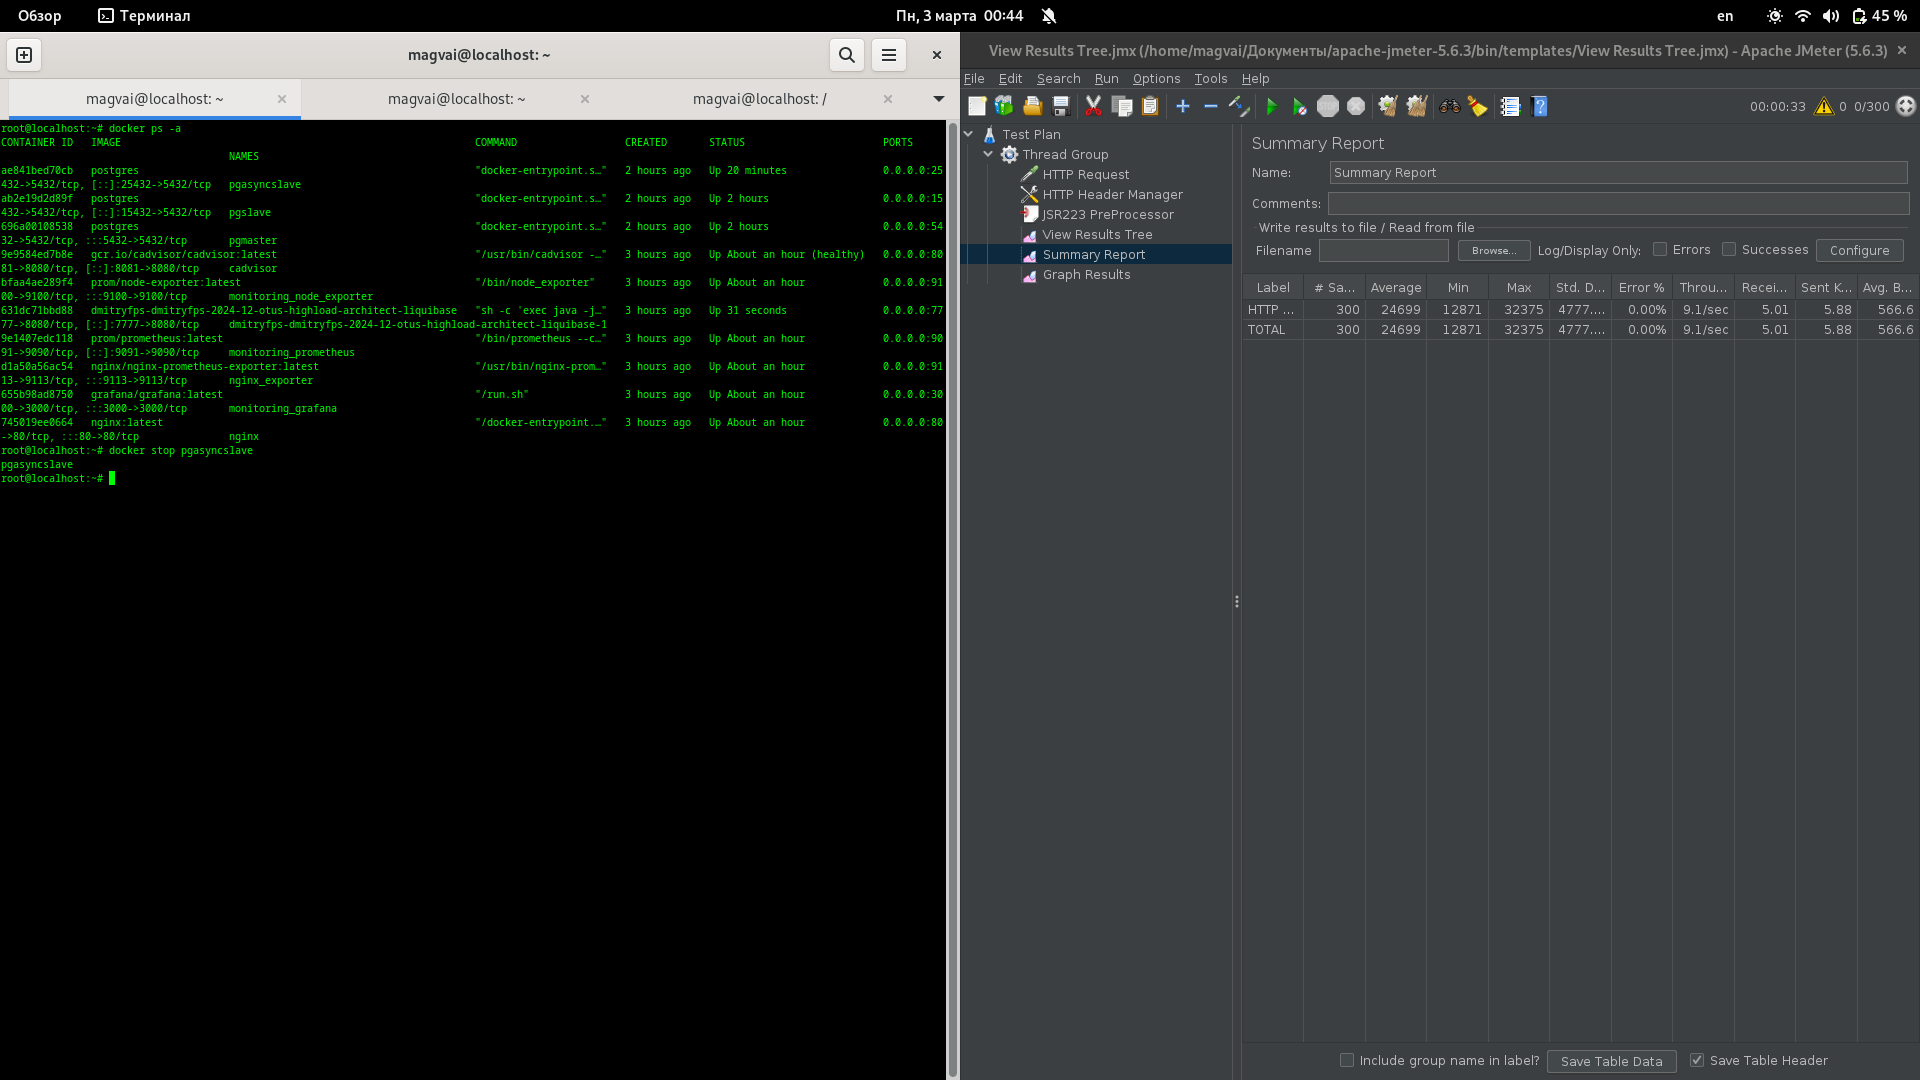 Обзор
Терминал
Пн, 3 марта 00:44
en
45 %
magvai@localhost: ~
magvai@localhost: ~
magvai@localhost: ~
magvai@localhost: /
root@localhost:~# docker ps -a
CONTAINER ID IMAGE COMMAND CREATED STATUS PORTS
NAMES
ae841bed70cb postgres "docker-entrypoint.s…" 2 hours ago Up 20 minutes 0.0.0.0:25
432->5432/tcp, [::]:25432->5432/tcp pgasyncslave
ab2e19d2d89f postgres "docker-entrypoint.s…" 2 hours ago Up 2 hours 0.0.0.0:15
432->5432/tcp, [::]:15432->5432/tcp pgslave
696a00108538 postgres "docker-entrypoint.s…" 2 hours ago Up 2 hours 0.0.0.0:54
32->5432/tcp, :::5432->5432/tcp pgmaster
9e9584ed7b8e gcr.io/cadvisor/cadvisor:latest "/usr/bin/cadvisor -…" 3 hours ago Up About an hour (healthy) 0.0.0.0:80
81->8080/tcp, [::]:8081->8080/tcp cadvisor
bfaa4ae289f4 prom/node-exporter:latest "/bin/node_exporter" 3 hours ago Up About an hour 0.0.0.0:91
00->9100/tcp, :::9100->9100/tcp monitoring_node_exporter
631dc71bbd88 dmitryfps-dmitryfps-2024-12-otus-highload-architect-liquibase "sh -c 'exec java -j…" 3 hours ago Up 31 seconds 0.0.0.0:77
77->8080/tcp, [::]:7777->8080/tcp dmitryfps-dmitryfps-2024-12-otus-highload-architect-liquibase-1
9e1407edc118 prom/prometheus:latest "/bin/prometheus --c…" 3 hours ago Up About an hour 0.0.0.0:90
91->9090/tcp, [::]:9091->9090/tcp monitoring_prometheus
d1a50a56ac54 nginx/nginx-prometheus-exporter:latest "/usr/bin/nginx-prom…" 3 hours ago Up About an hour 0.0.0.0:91
13->9113/tcp, :::9113->9113/tcp nginx_exporter
655b98ad8750 grafana/grafana:latest "/run.sh" 3 hours ago Up About an hour 0.0.0.0:30
00->3000/tcp, :::3000->3000/tcp monitoring_grafana
745019ee0664 nginx:latest "/docker-entrypoint.…" 3 hours ago Up About an hour 0.0.0.0:80
->80/tcp, :::80->80/tcp nginx
root@localhost:~# docker stop pgasyncslave
pgasyncslave
root@localhost:~#
View Results Tree.jmx (/home/magvai/Документы/apache-jmeter-5.6.3/bin/templates/View Results Tree.jmx) - Apache JMeter (5.6.3)
File Edit Search Run Options Tools Help
00:00:33 0 0/300
Test Plan
Thread Group
HTTP Request
HTTP Header Manager
JSR223 PreProcessor
View Results Tree
Summary Report
Graph Results
Summary Report
Name: Summary Report
Comments:
Write results to file / Read from file
Filename Browse... Log/Display Only: Errors Successes Configure
Label # Sa... Average Min Max Std. D... Error % Throu... Recei... Sent K... Avg. B...
HTTP ... 300 24699 12871 32375 4777.... 0.00% 9.1/sec 5.01 5.88 566.6
TOTAL 300 24699 12871 32375 4777.... 0.00% 9.1/sec 5.01 5.88 566.6
Include group name in label? Save Table Data Save Table Header